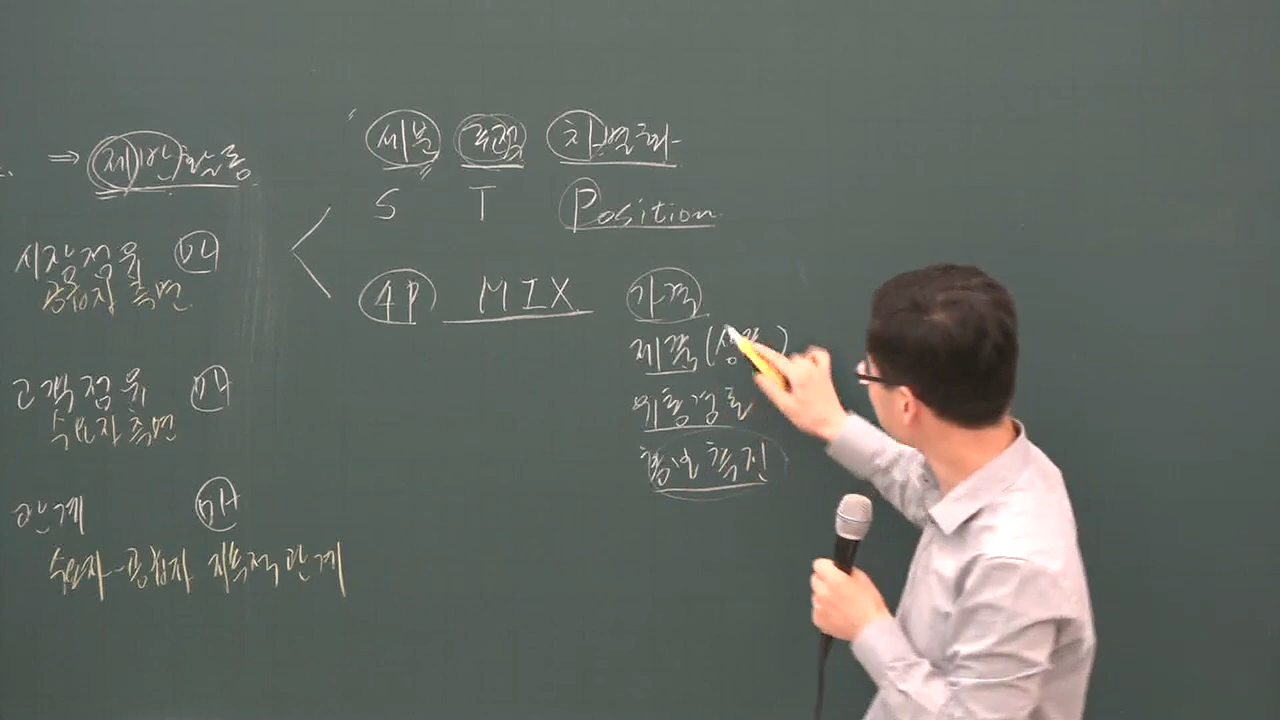 ⇒ 제반활동
시장점유 마
공급자 측면
고객점유 마
수요자 측면
관계 마
수요자-공급자 지속적 관계
세분 표적 차별화
S T Position
4P MIX 가격
제품(상품)
유통경로
홍보 촉진